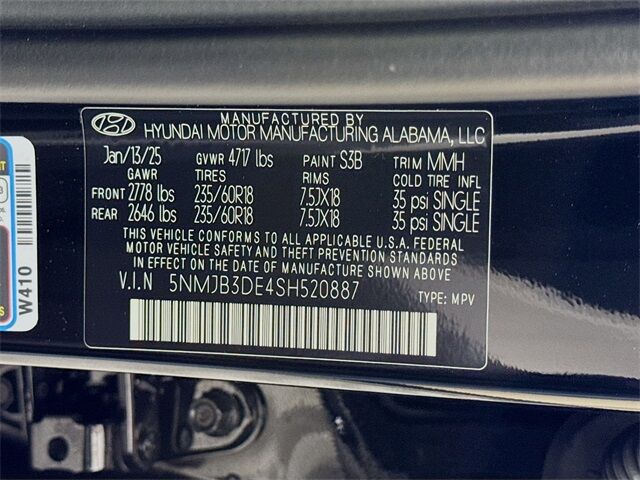 MANUFACTURED BY
HYUNDAI MOTOR MANUFACTURING ALABAMA, LLC
Jan/13/25 GVWR 4717 lbs PAINT S3B TRIM MMH
GAWR TIRES RIMS COLD TIRE INFL
FRONT 2778 lbs 235/60R18 7.5JX18 35 psi SINGLE
REAR 2646 lbs 235/60R18 7.5JX18 35 psi SINGLE
THIS VEHICLE CONFORMS TO ALL APPLICABLE U.S.A. FEDERAL
MOTOR VEHICLE SAFETY AND THEFT PREVENTION STANDARDS
IN EFFECT ON THE DATE OF MANUFACTURE SHOWN ABOVE.
V.I.N 5NMJB3DE4SH520887 TYPE: MPV
W410